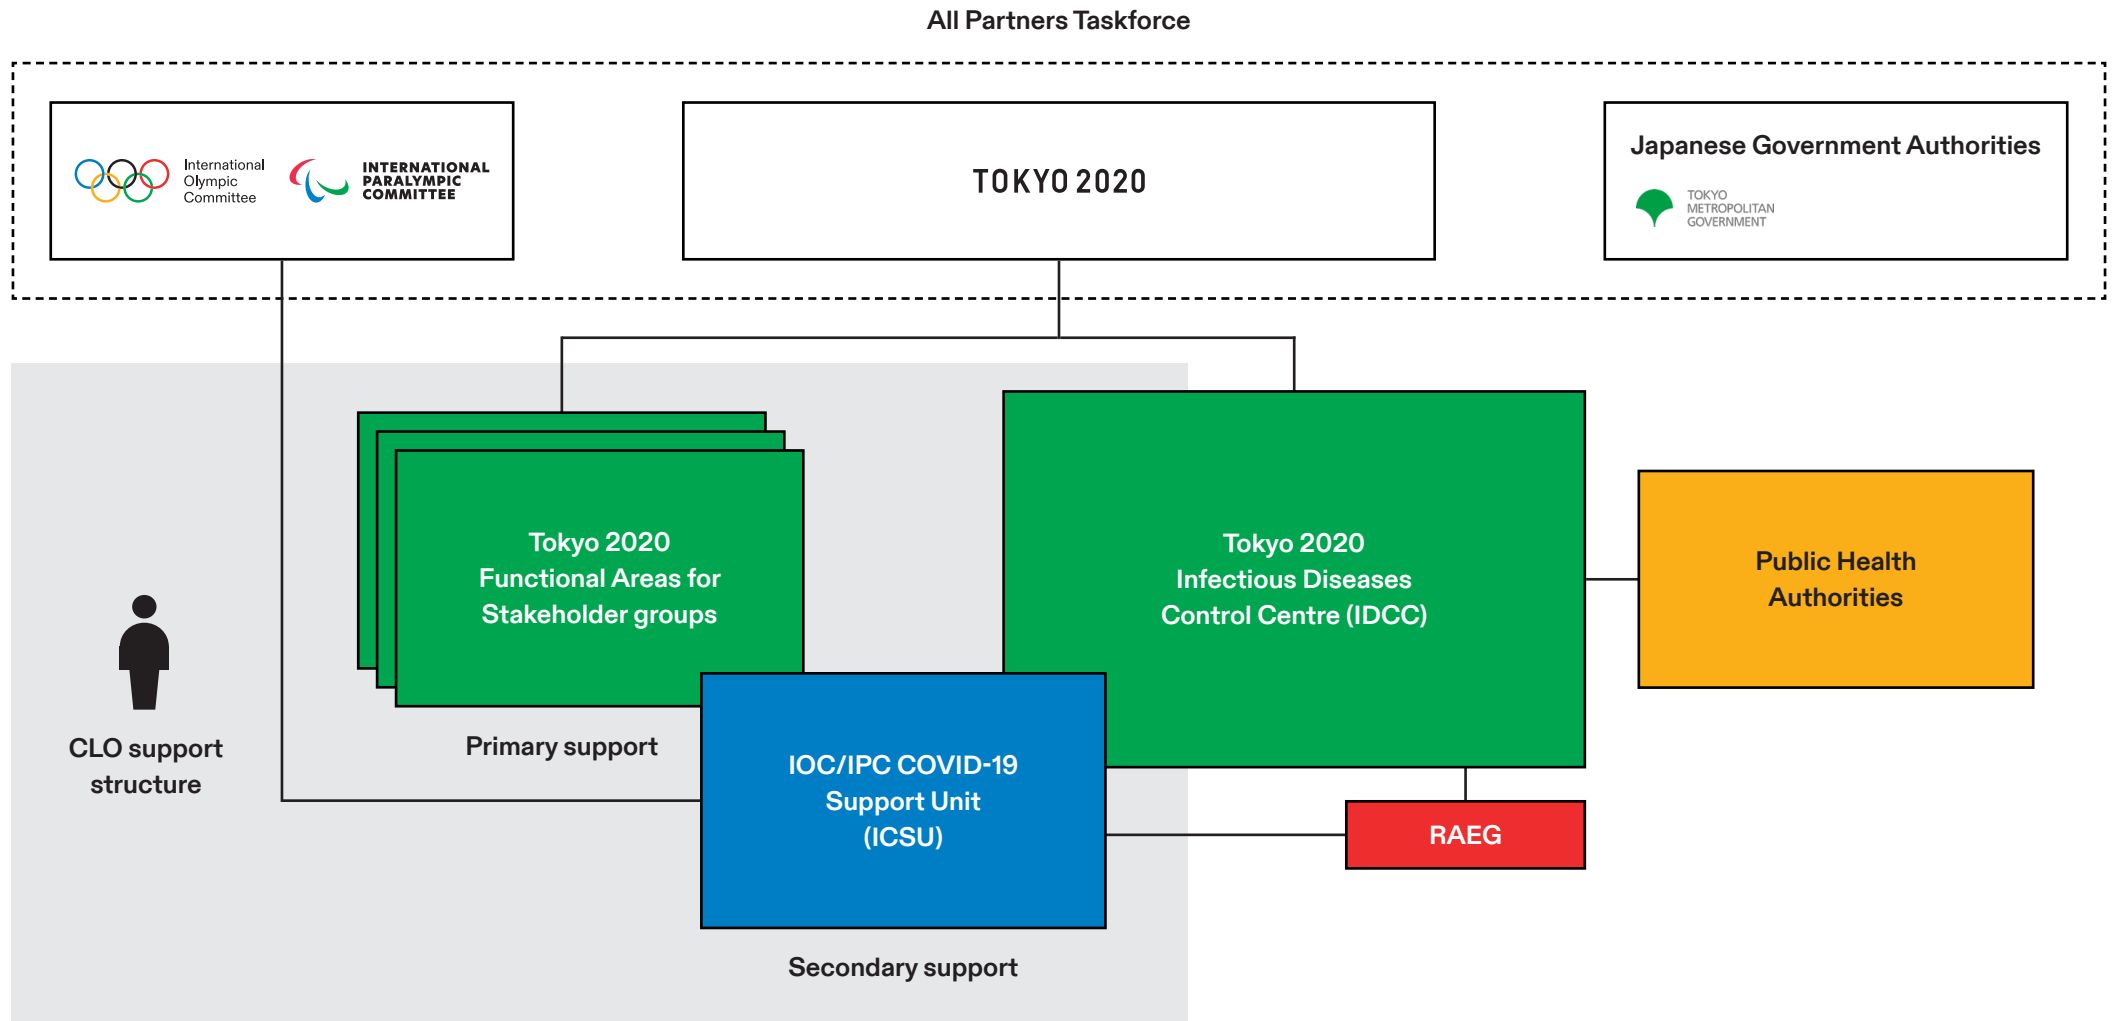 All Partners Taskforce
International
Olympic
Committee
INTERNATIONAL
PARALYMPIC
COMMITTEE
TOKYO 2020
Japanese Government Authorities
TOKYO
METROPOLITAN
GOVERNMENT
Tokyo 2020
Functional Areas for
Stakeholder groups
Tokyo 2020
Infectious Diseases
Control Centre (IDCC)
Public Health
Authorities
CLO support
structure
Primary support
IOC/IPC COVID-19
Support Unit
(ICSU)
RAEG
Secondary support